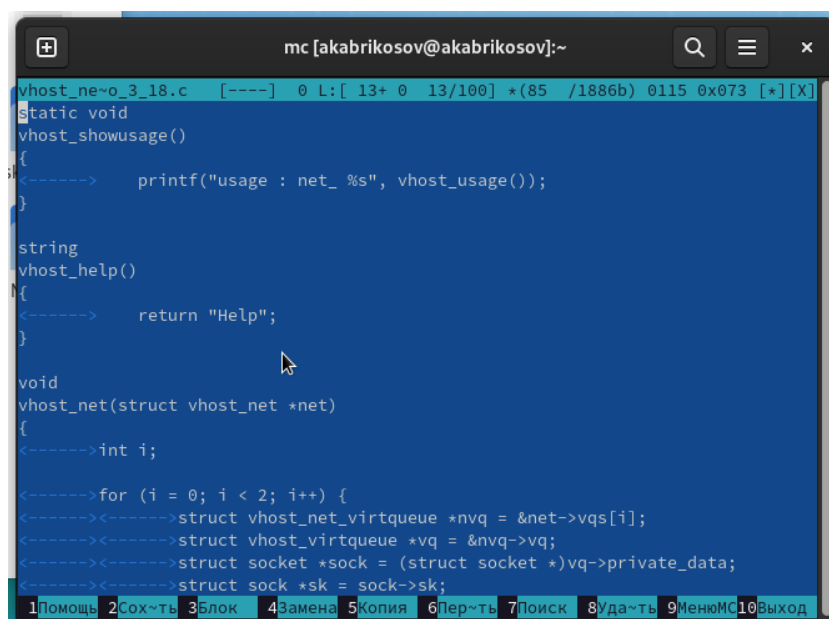 mc [akabrikosov@akabrikosov]:~
vhost_ne~o_3_18.c [----] 0 L:[ 13+ 0 13/100] *(85 /1886b) 0115 0x073 [*][X]
static void
vhost_showusage()
{
<------> printf("usage : net_ %s", vhost_usage());
}
string
vhost_help()
{
<------> return "Help";
}
void
vhost_net(struct vhost_net *net)
{
<------>int i;
<------>for (i = 0; i < 2; i++) {
<------><------>struct vhost_net_virtqueue *nvq = &net->vqs[i];
<------><------>struct vhost_virtqueue *vq = &nvq->vq;
<------><------>struct socket *sock = (struct socket *)vq->private_data;
<------><------>struct sock *sk = sock->sk;
1Помощь 2Сох~ть 3Блок 4Замена 5Копия 6Пер~ть 7Поиск 8Уда~ть 9МенюMC 10Выход